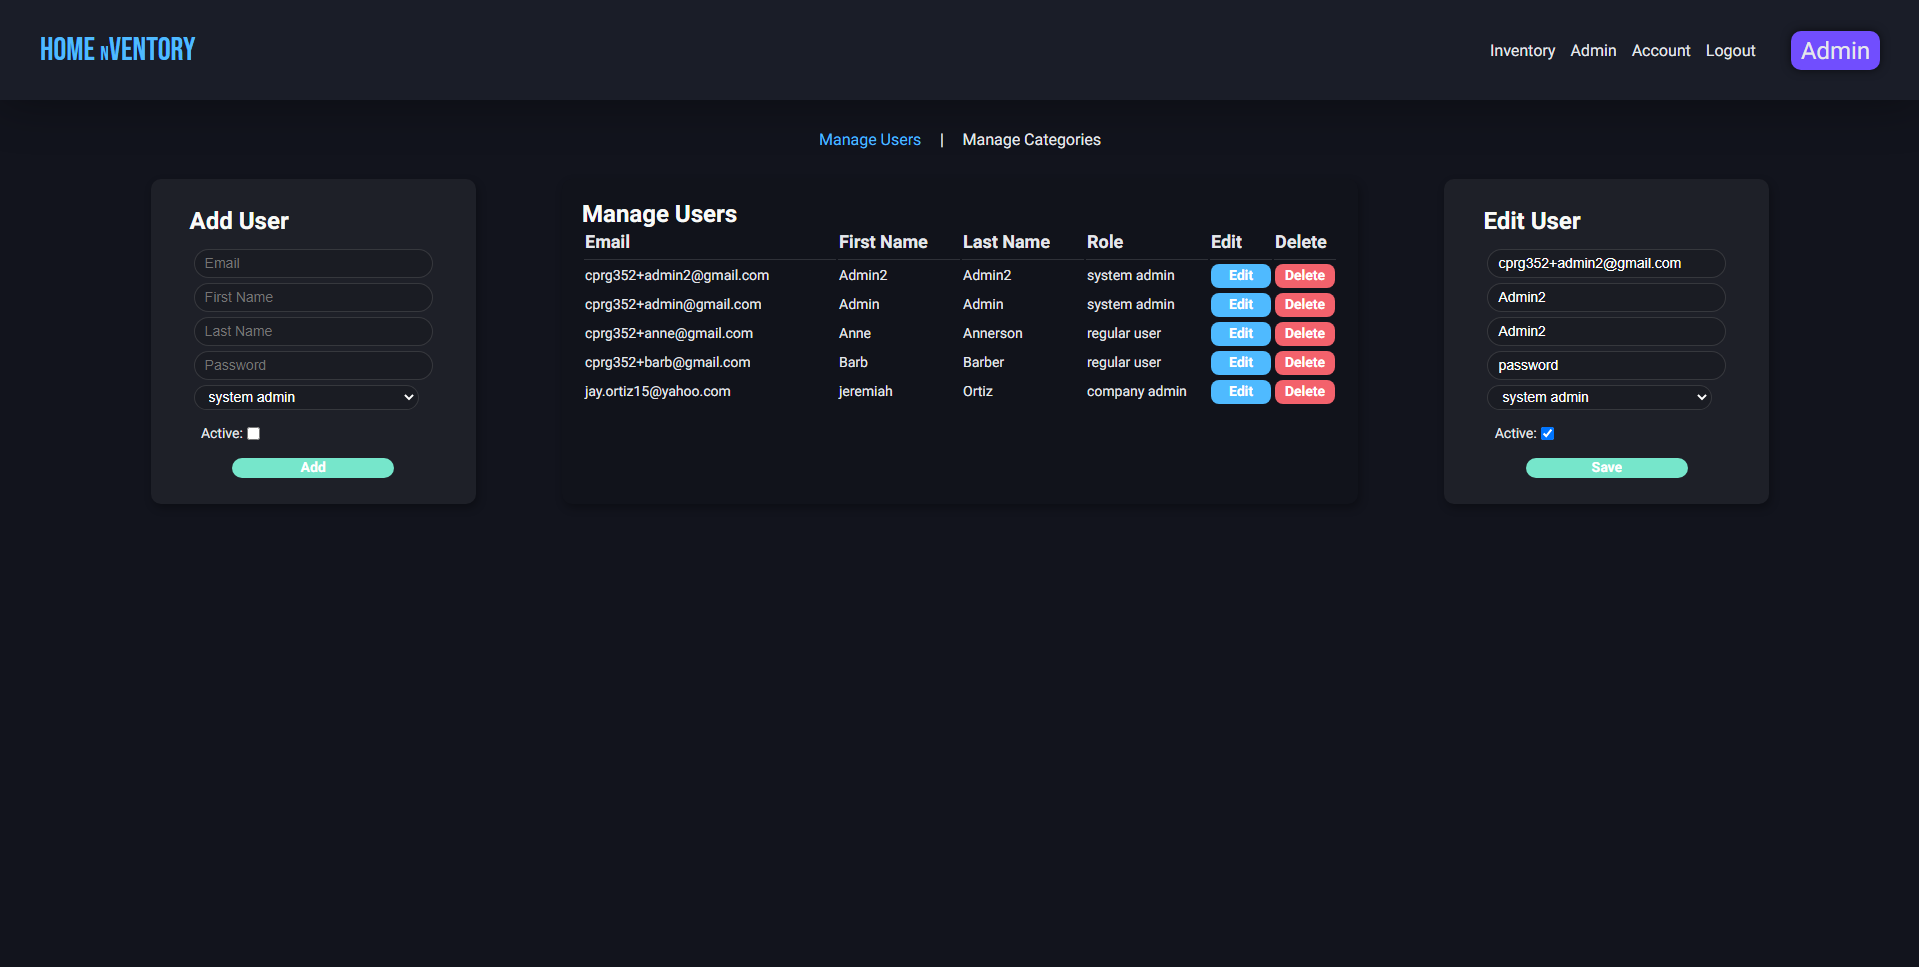 HOME NVENTORY
Inventory Admin Account Logout Admin
Manage Users | Manage Categories
Add User
Email
First Name
Last Name
Password
system admin
Active:
Add
Manage Users
Email First Name Last Name Role Edit Delete
cprg352+admin2@gmail.com Admin2 Admin2 system admin Edit Delete
cprg352+admin@gmail.com Admin Admin system admin Edit Delete
cprg352+anne@gmail.com Anne Annerson regular user Edit Delete
cprg352+barb@gmail.com Barb Barber regular user Edit Delete
jay.ortiz15@yahoo.com jeremiah Ortiz company admin Edit Delete
Edit User
cprg352+admin2@gmail.com
Admin2
Admin2
password
system admin
Active:
Save